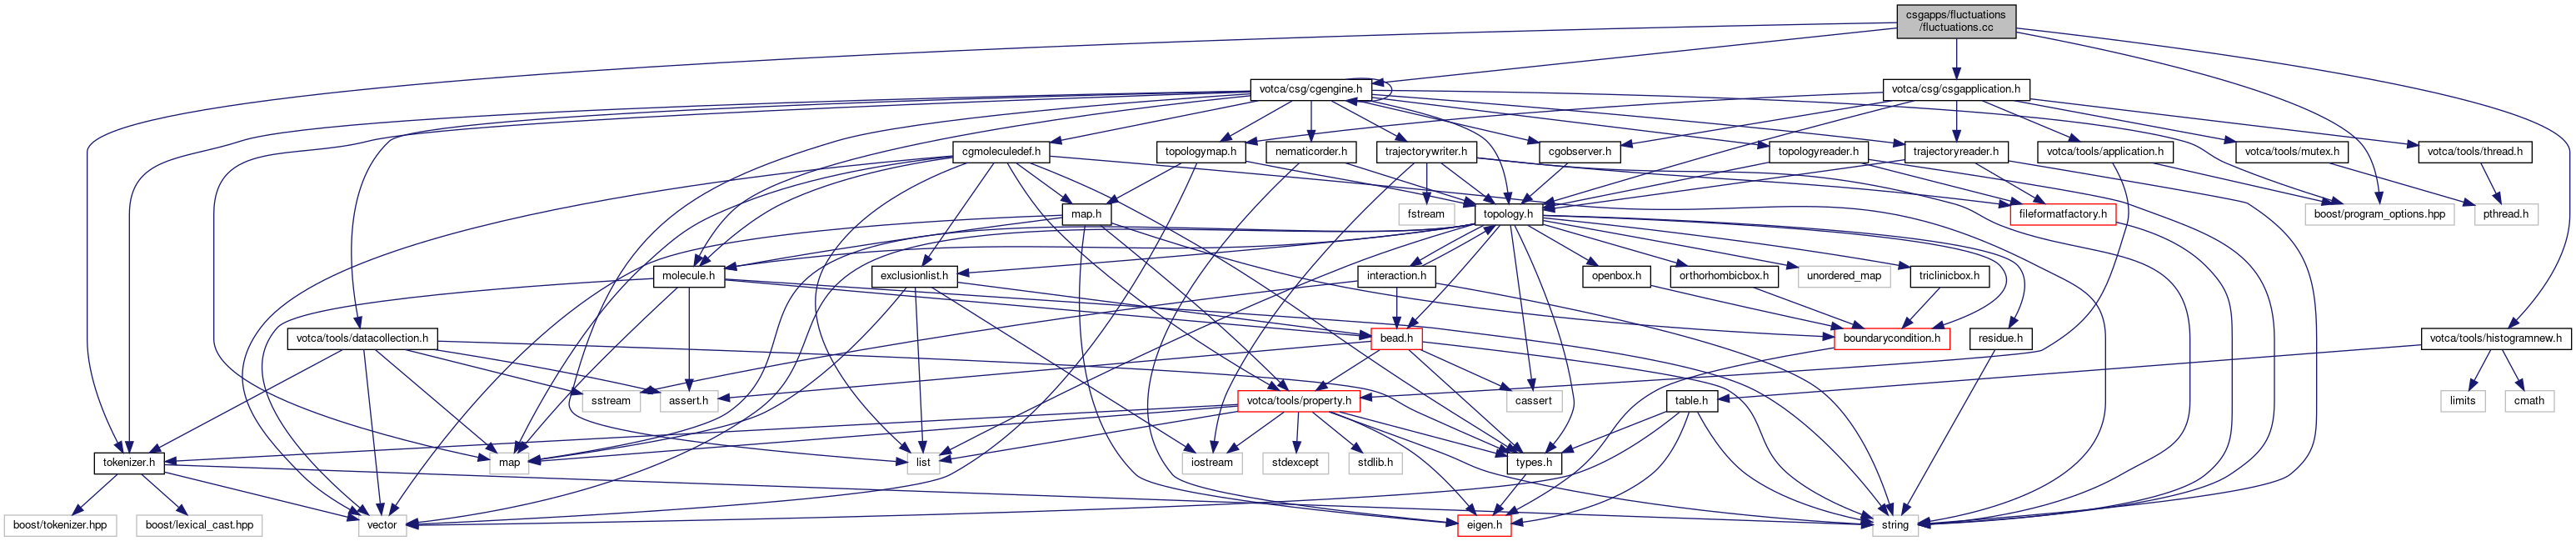 csgapps/fluctuations
/fluctuations.cc
votca/csg/cgengine.h
votca/csg/csgapplication.h
cgmoleculedef.h
topologymap.h
nematicorder.h
trajectorywriter.h
cgobserver.h
topologyreader.h
trajectoryreader.h
votca/tools/application.h
votca/tools/mutex.h
votca/tools/thread.h
map.h
fstream
topology.h
fileformatfactory.h
boost/program_options.hpp
pthread.h
molecule.h
exclusionlist.h
interaction.h
openbox.h
orthorhombicbox.h
unordered_map
triclinicbox.h
votca/tools/datacollection.h
bead.h
boundarycondition.h
residue.h
votca/tools/histogramnew.h
sstream
assert.h
votca/tools/property.h
cassert
table.h
limits
cmath
tokenizer.h
map
list
iostream
stdexcept
stdlib.h
types.h
boost/tokenizer.hpp
boost/lexical_cast.hpp
vector
eigen.h
string